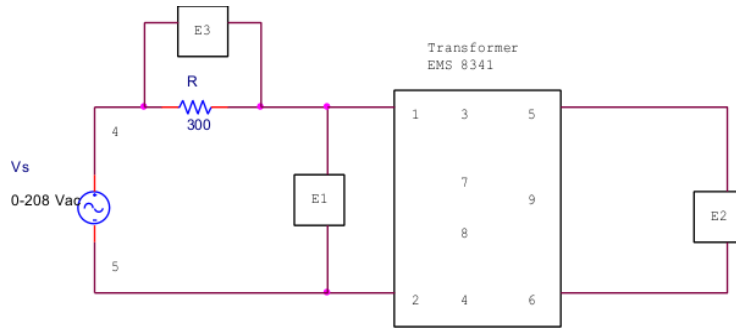 E3
Transformer
EMS 8341
R
300
1 3 5
4
Vs
7
0-208 Vac
E1
9
E2
8
5
2 4 6